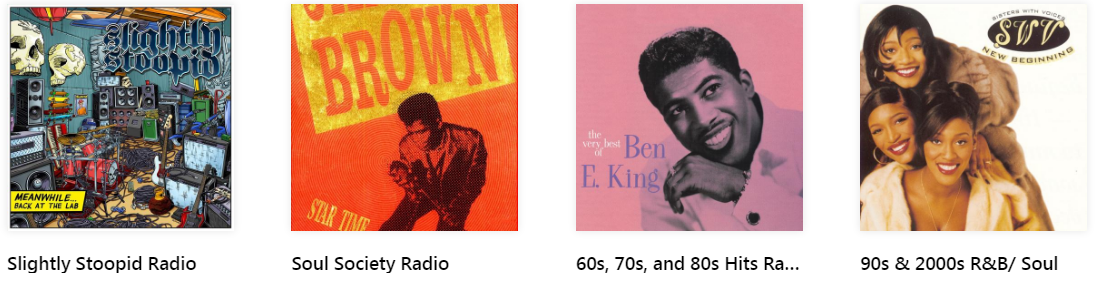 slightly
stoopid
MEANWHILE...
BACK AT THE LAB
BROWN
STAR TIME
the
very best
of
Ben
E. King
SISTERS WITH VOICES
SWV
NEW BEGINNING
Slightly Stoopid Radio
Soul Society Radio
60s, 70s, and 80s Hits Ra...
90s & 2000s R&B/ Soul